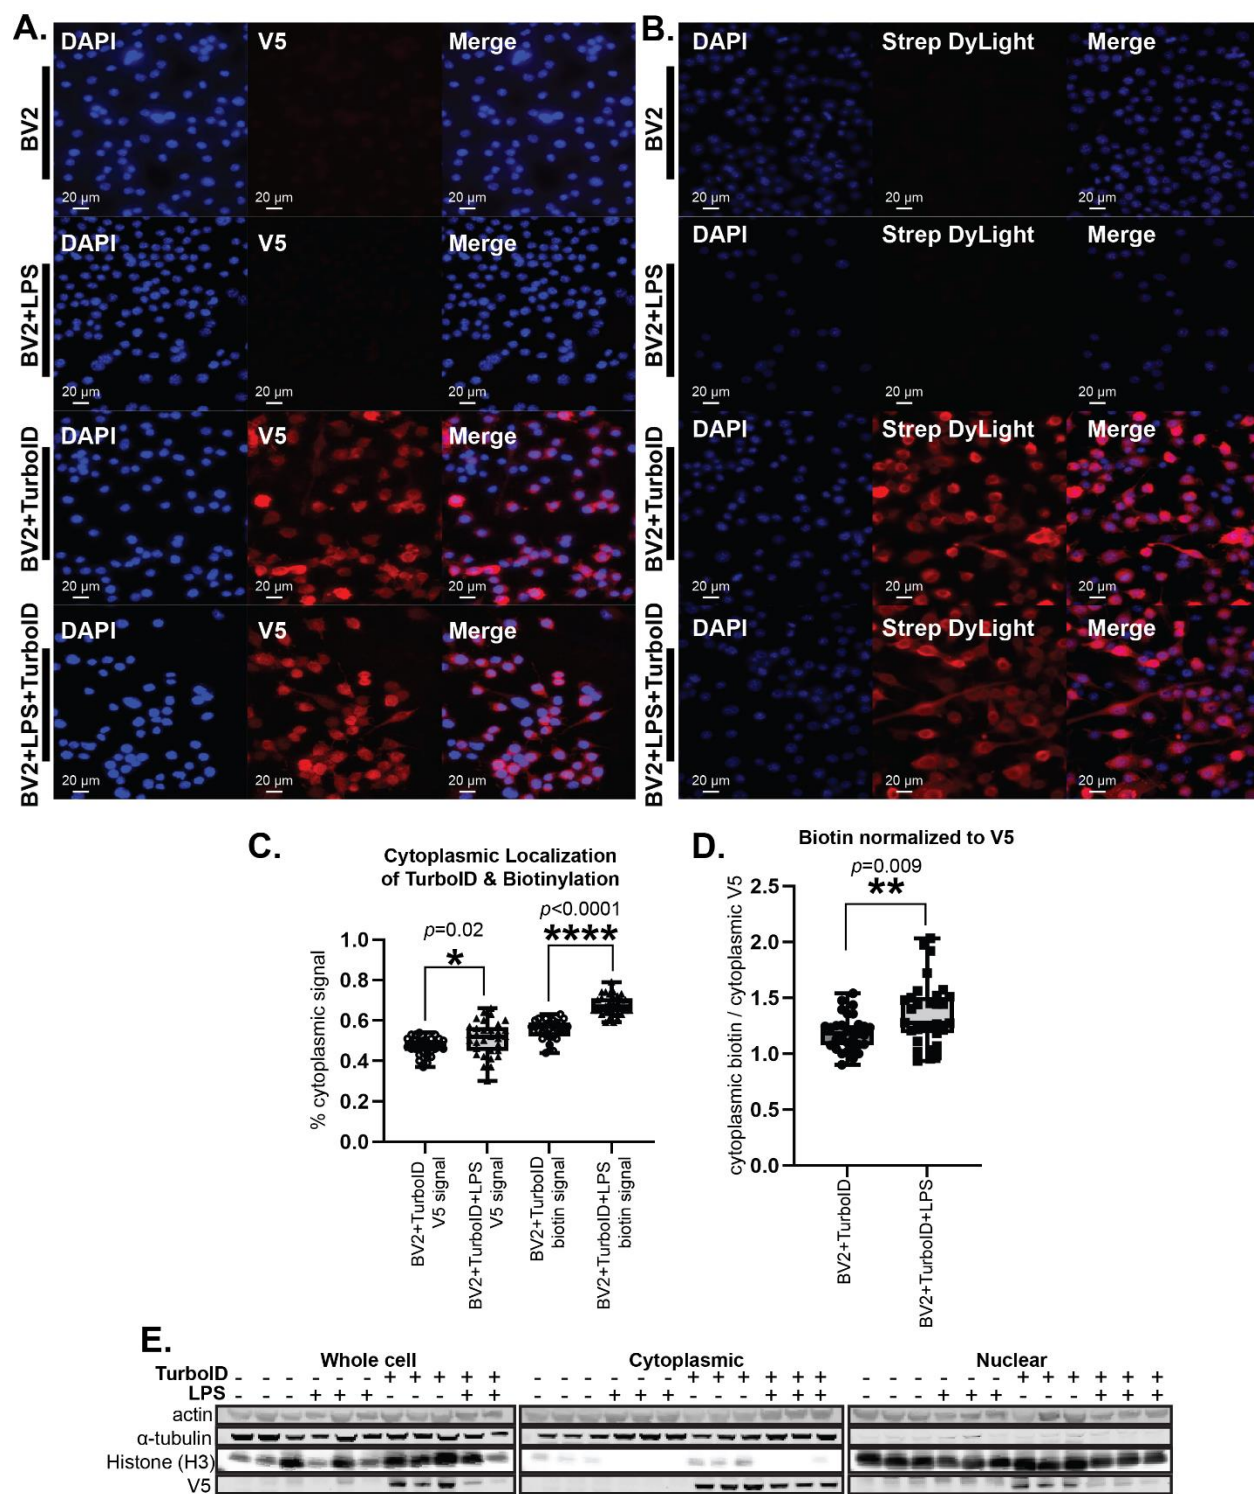 A.
DAPI V5 Merge
BV2
20 µm 20 µm 20 µm
DAPI V5 Merge
BV2+LPS
20 µm 20 µm 20 µm
DAPI V5 Merge
BV2+TurboID
20 µm 20 µm 20 µm
DAPI V5 Merge
BV2+LPS+TurboID
20 µm 20 µm 20 µm
B.
DAPI Strep DyLight Merge
BV2
20 µm 20 µm 20 µm
DAPI Strep DyLight Merge
BV2+LPS
20 µm 20 µm 20 µm
DAPI Strep DyLight Merge
BV2+TurboID
20 µm 20 µm 20 µm
DAPI Strep DyLight Merge
BV2+LPS+TurboID
20 µm 20 µm 20 µm
C.
Cytoplasmic Localization
of TurboID & Biotinylation
p=0.02
*
p<0.0001
****
% cytoplasmic signal
1.0
0.8
0.6
0.4
0.2
0.0
BV2+TurboID
V5 signal
BV2+TurboID+LPS
V5 signal
BV2+TurboID
biotin signal
BV2+TurboID+LPS
biotin signal
D.
Biotin normalized to V5
p=0.009
**
cytoplasmic biotin / cytoplasmic V5
2.5
2.0
1.5
1.0
0.5
0.0
BV2+TurboID
BV2+TurboID+LPS
E.
Whole cell Cytoplasmic Nuclear
TurboID - - - - - - + + + + + - - - - - - + + + + + + - - - - - - + + + + + +
LPS - - - + + + - - - + + - - - + + + - - - + + + - - - + + + - - - + + +
actin
α-tubulin
Histone (H3)
V5